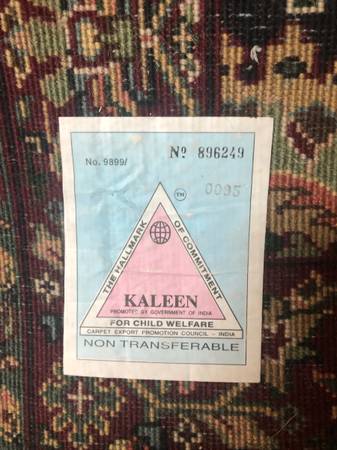 Nº 896249
No. 9899/
0095
TM
THE HALLMARK OF COMMITMENT
KALEEN
PROMOTED BY GOVERNMENT OF INDIA
FOR CHILD WELFARE
CARPET EXPORT PROMOTION COUNCIL - INDIA
NON TRANSFERABLE